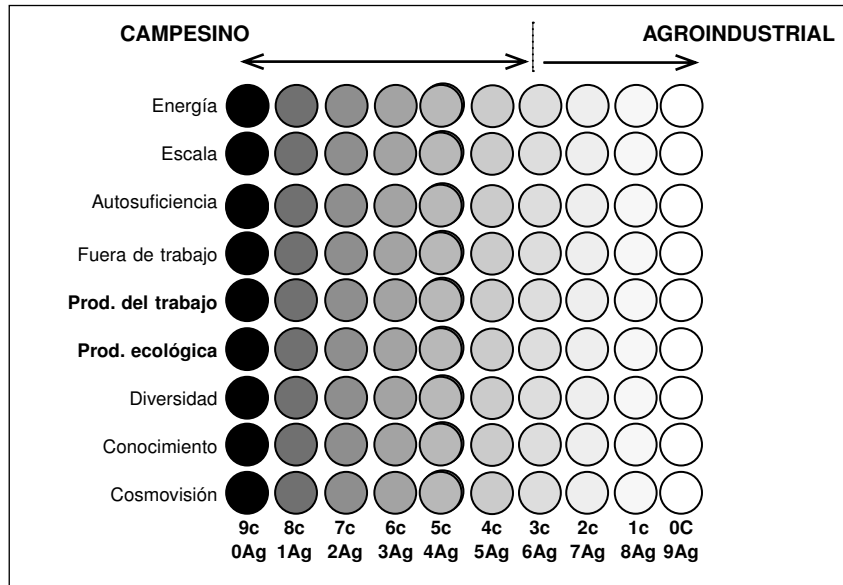 CAMPESINO AGROINDUSTRIAL
Energía
Escala
Autosuficiencia
Fuera de trabajo
Prod. del trabajo
Prod. ecológica
Diversidad
Conocimiento
Cosmovisión
9c 8c 7c 6c 5c 4c 3c 2c 1c 0C
0Ag 1Ag 2Ag 3Ag 4Ag 5Ag 6Ag 7Ag 8Ag 9Ag